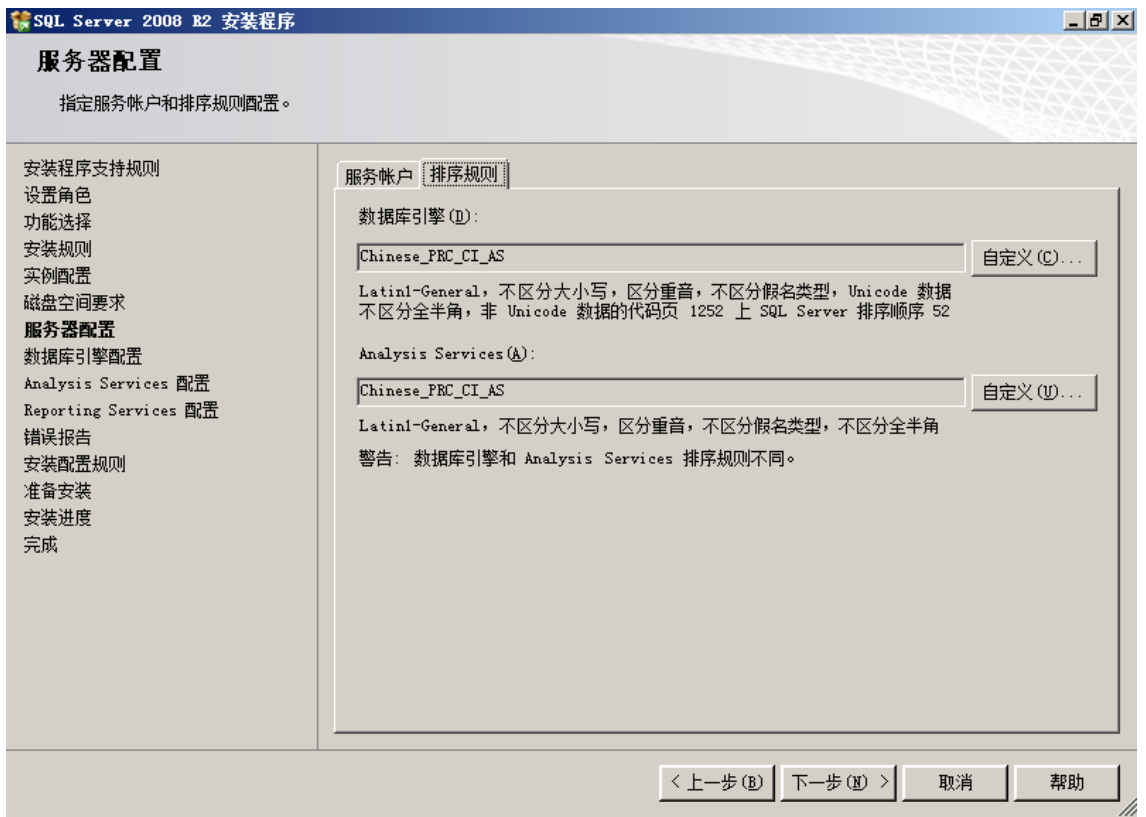 SQL Server 2008 R2 安装程序
服务器配置
指定服务帐户和排序规则配置。
安装程序支持规则
设置角色
功能选择
安装规则
实例配置
磁盘空间要求
服务器配置
数据库引擎配置
Analysis Services 配置
Reporting Services 配置
错误报告
安装配置规则
准备安装
安装进度
完成
服务帐户 排序规则
数据库引擎(D):
Chinese_PRC_CI_AS 自定义(C)...
Latin1-General，不区分大小写，区分重音，不区分假名类型，Unicode 数据
不区分全半角，非 Unicode 数据的代码页 1252 上 SQL Server 排序顺序 52
Analysis Services(A):
Chinese_PRC_CI_AS 自定义(U)...
Latin1-General，不区分大小写，区分重音，不区分假名类型，不区分全半角
警告: 数据库引擎和 Analysis Services 排序规则不同。
< 上一步(B) 下一步(N) > 取消 帮助